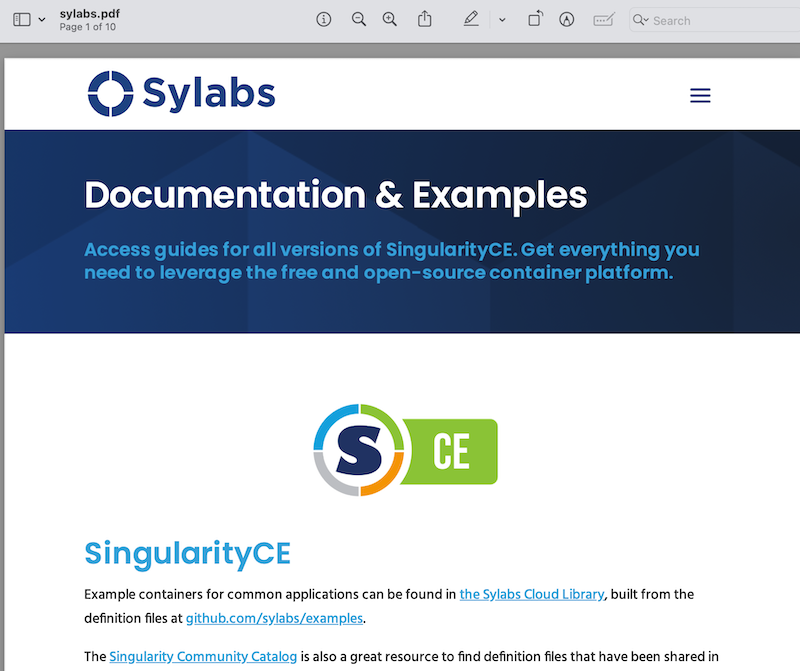 sylabs.pdf
Page 1 of 10
Search
Sylabs
Documentation & Examples
Access guides for all versions of SingularityCE. Get everything you
need to leverage the free and open-source container platform.
S CE
SingularityCE
Example containers for common applications can be found in the Sylabs Cloud Library, built from the
definition files at github.com/sylabs/examples.
The Singularity Community Catalog is also a great resource to find definition files that have been shared in